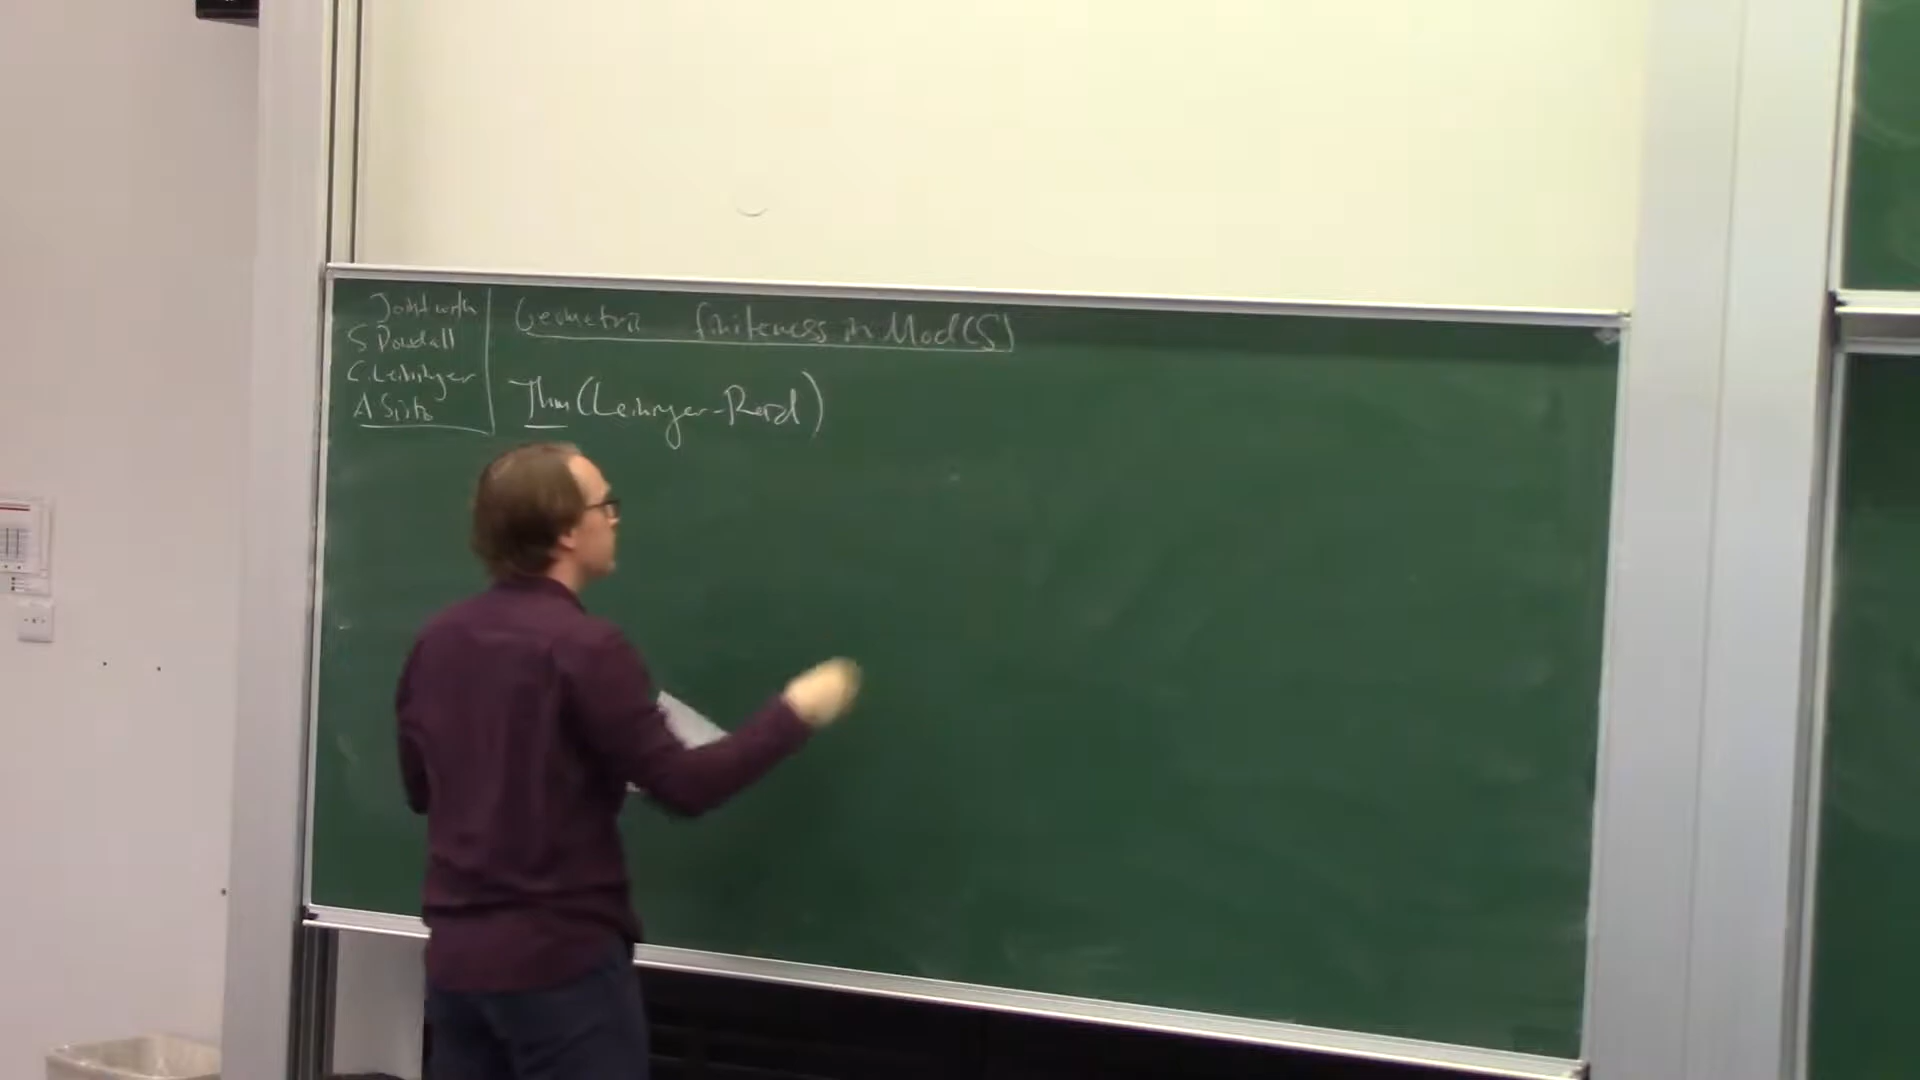 Joint with
S Dowdall
C. Leininger
A Sisto
Geometric finiteness in Mod(S)
Thm (Leininger-Reid)